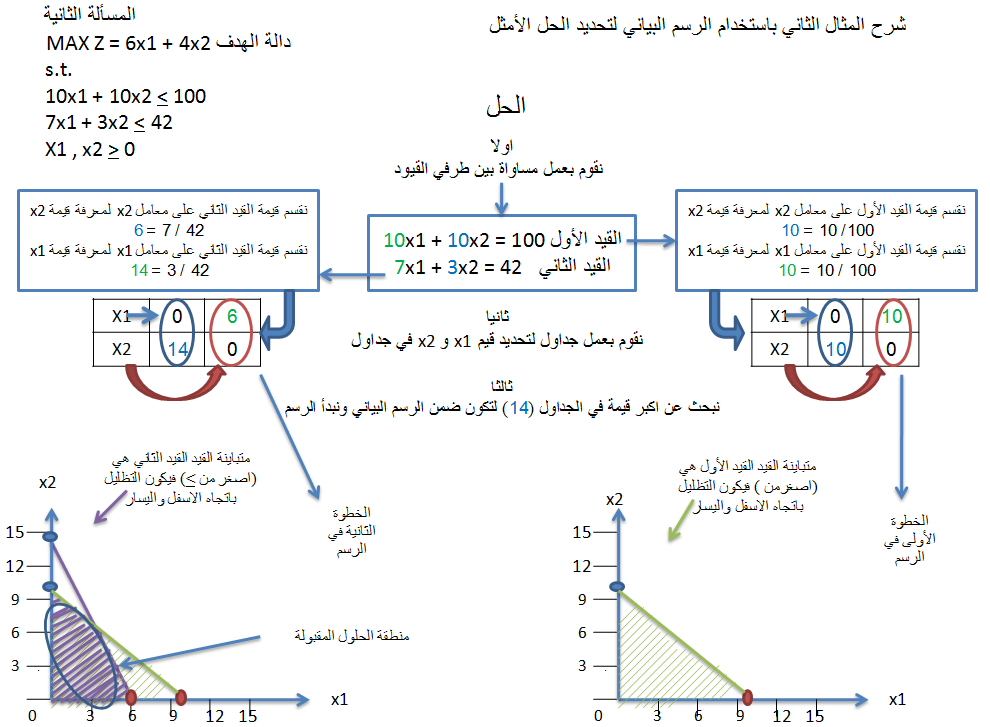 المسألة الثانية
MAX Z = 6x1 + 4x2 دالة الهدف
s.t.
10x1 + 10x2 ≤ 100
7x1 + 3x2 ≤ 42
X1 , x2 ≥ 0
شرح المثال الثاني باستخدام الرسم البياني لتحديد الحل الأمثل
الحل
اولا
نقوم بعمل مساواة بين طرفي القيود
نقسم قيمة القيد الأول على معامل x2 لمعرفة قيمة x2
10 = 10 /100
نقسم قيمة القيد الأول على معامل x1 لمعرفة قيمة x1
10 = 10 / 100
القيد الأول 10x1 + 10x2 = 100
القيد الثاني 7x1 + 3x2 = 42
نقسم قيمة القيد الثاني على معامل x2 لمعرفة قيمة x2
6 = 7 / 42
نقسم قيمة القيد الثاني على معامل x1 لمعرفة قيمة x1
14 = 3 / 42
X1 0 10
X2 10 0
X1 0 6
X2 14 0
ثانيا
نقوم بعمل جداول لتحديد قيم x1 و x2 في جداول
ثالثا
نبحث عن اكبر قيمة في الجداول (14) لتكون ضمن الرسم البياني ونبدأ الرسم
متباينة القيد القيد الأول هي
(اصغرمن ) فيكون التظليل
باتجاه الاسفل واليسار
الخطوة
الأولى في
الرسم
x2
15
12
9
6
3
0 3 6 9 12 15
x1
متباينة القيد القيد الثاني هي
(اصغر من ≥) فيكون التظليل
باتجاه الاسفل واليسار
الخطوة
الثانية في
الرسم
منطقة الحلول المقبولة
x2
15
12
9
6
3
0 3 6 9 12 15
x1